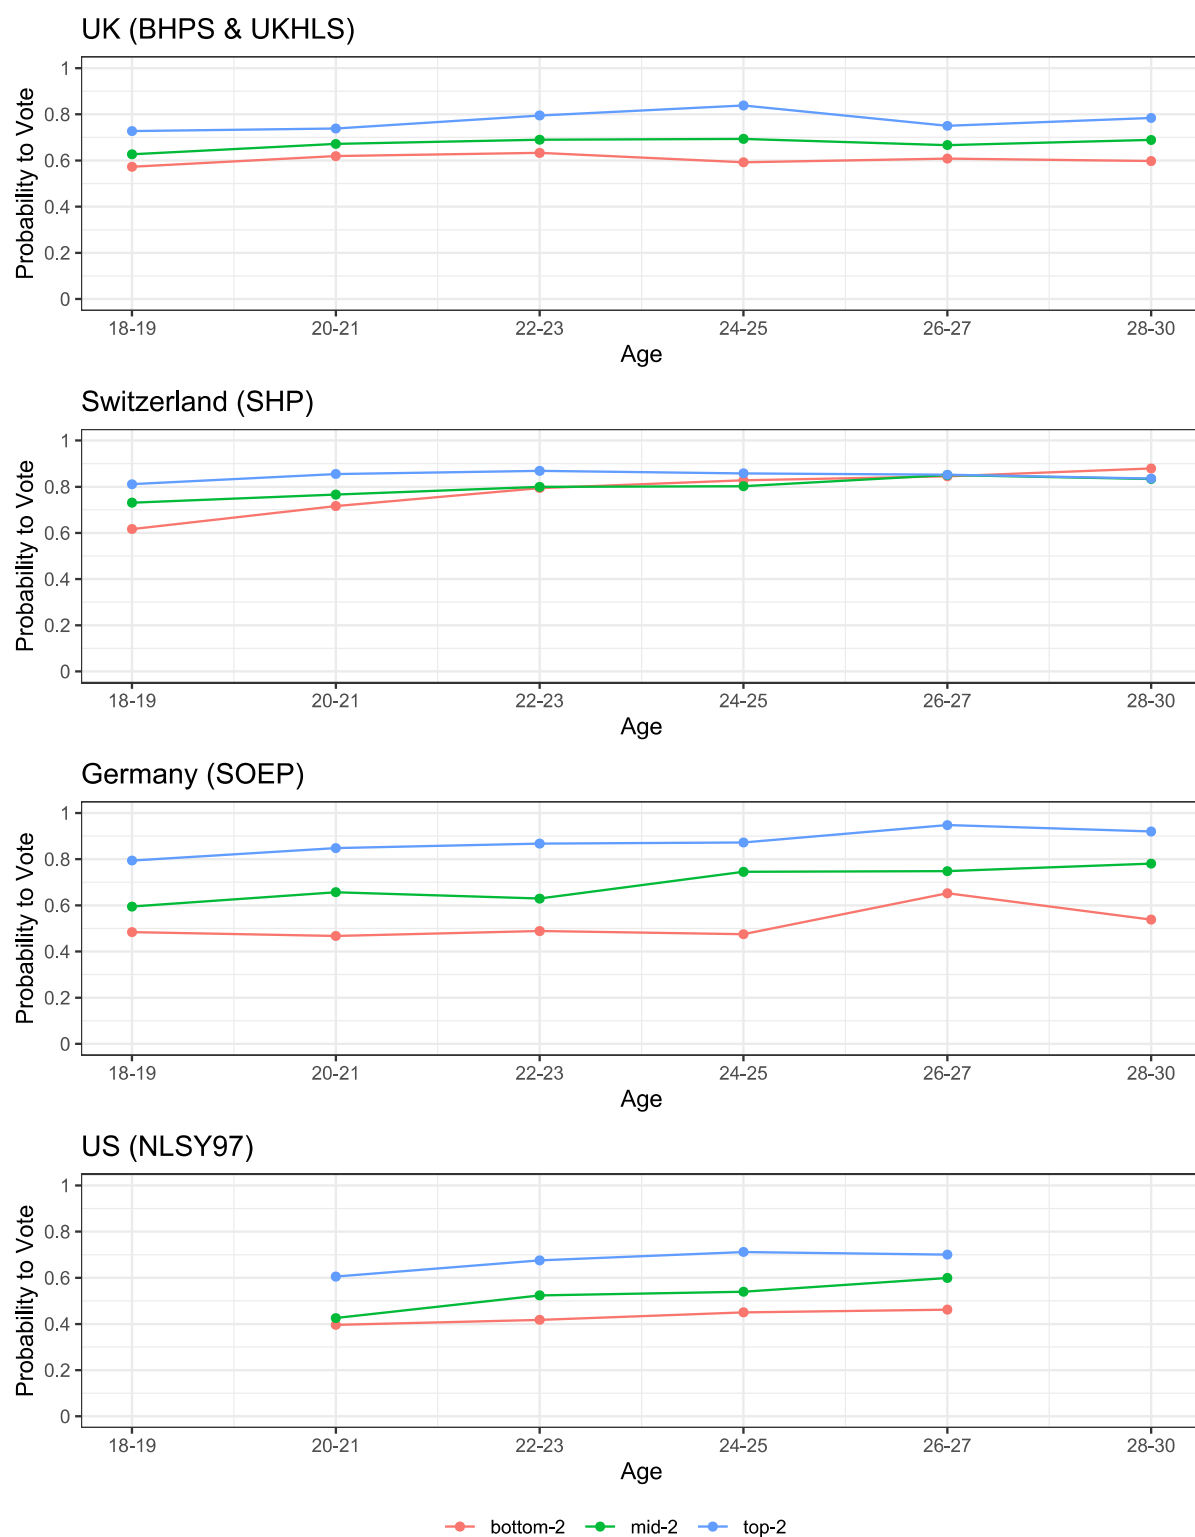 UK (BHPS & UKHLS)
Probability to Vote
1
0.8
0.6
0.4
0.2
0
18-19 20-21 22-23 24-25 26-27 28-30
Age
Switzerland (SHP)
Probability to Vote
1
0.8
0.6
0.4
0.2
0
18-19 20-21 22-23 24-25 26-27 28-30
Age
Germany (SOEP)
Probability to Vote
1
0.8
0.6
0.4
0.2
0
18-19 20-21 22-23 24-25 26-27 28-30
Age
US (NLSY97)
Probability to Vote
1
0.8
0.6
0.4
0.2
0
18-19 20-21 22-23 24-25 26-27 28-30
Age
bottom-2 mid-2 top-2